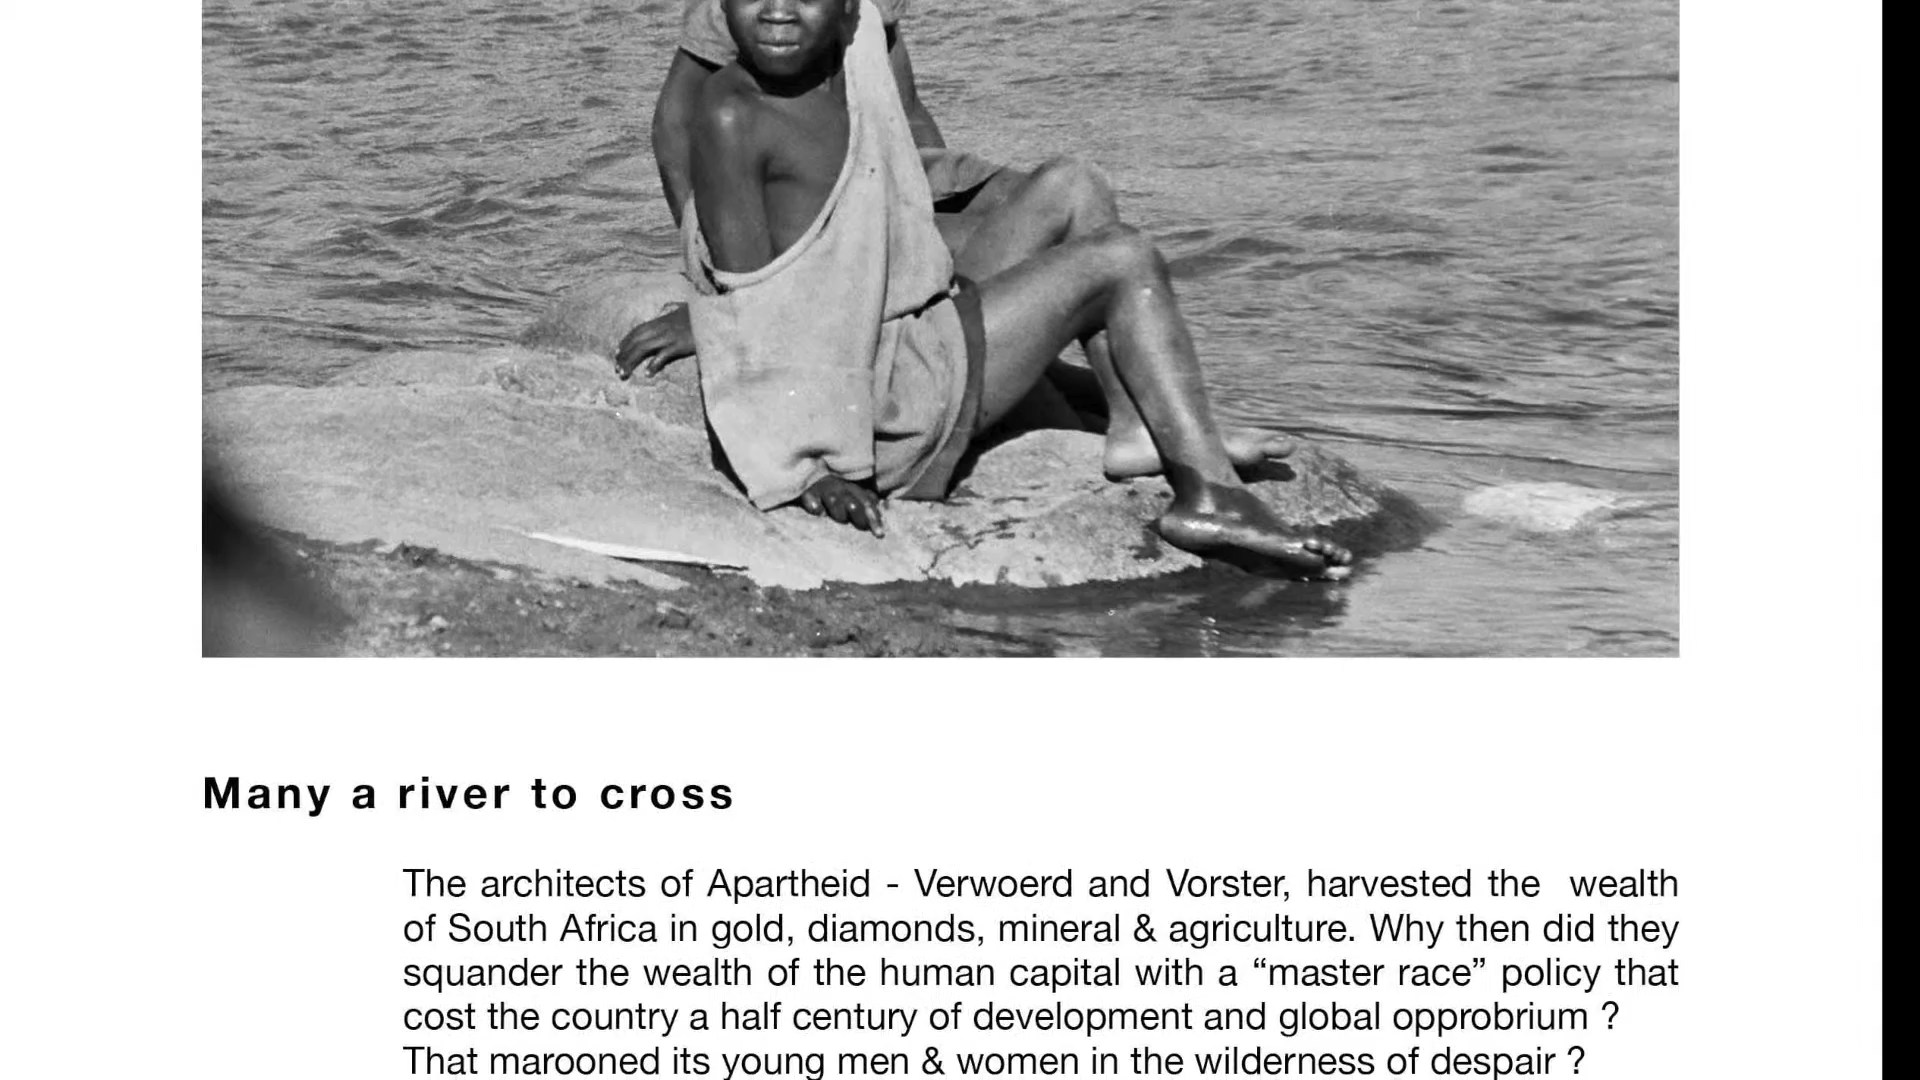 Many a river to cross
The architects of Apartheid - Verwoerd and Vorster, harvested the wealth
of South Africa in gold, diamonds, mineral & agriculture. Why then did they
squander the wealth of the human capital with a “master race” policy that
cost the country a half century of development and global opprobrium ?
That marooned its young men & women in the wilderness of despair ?